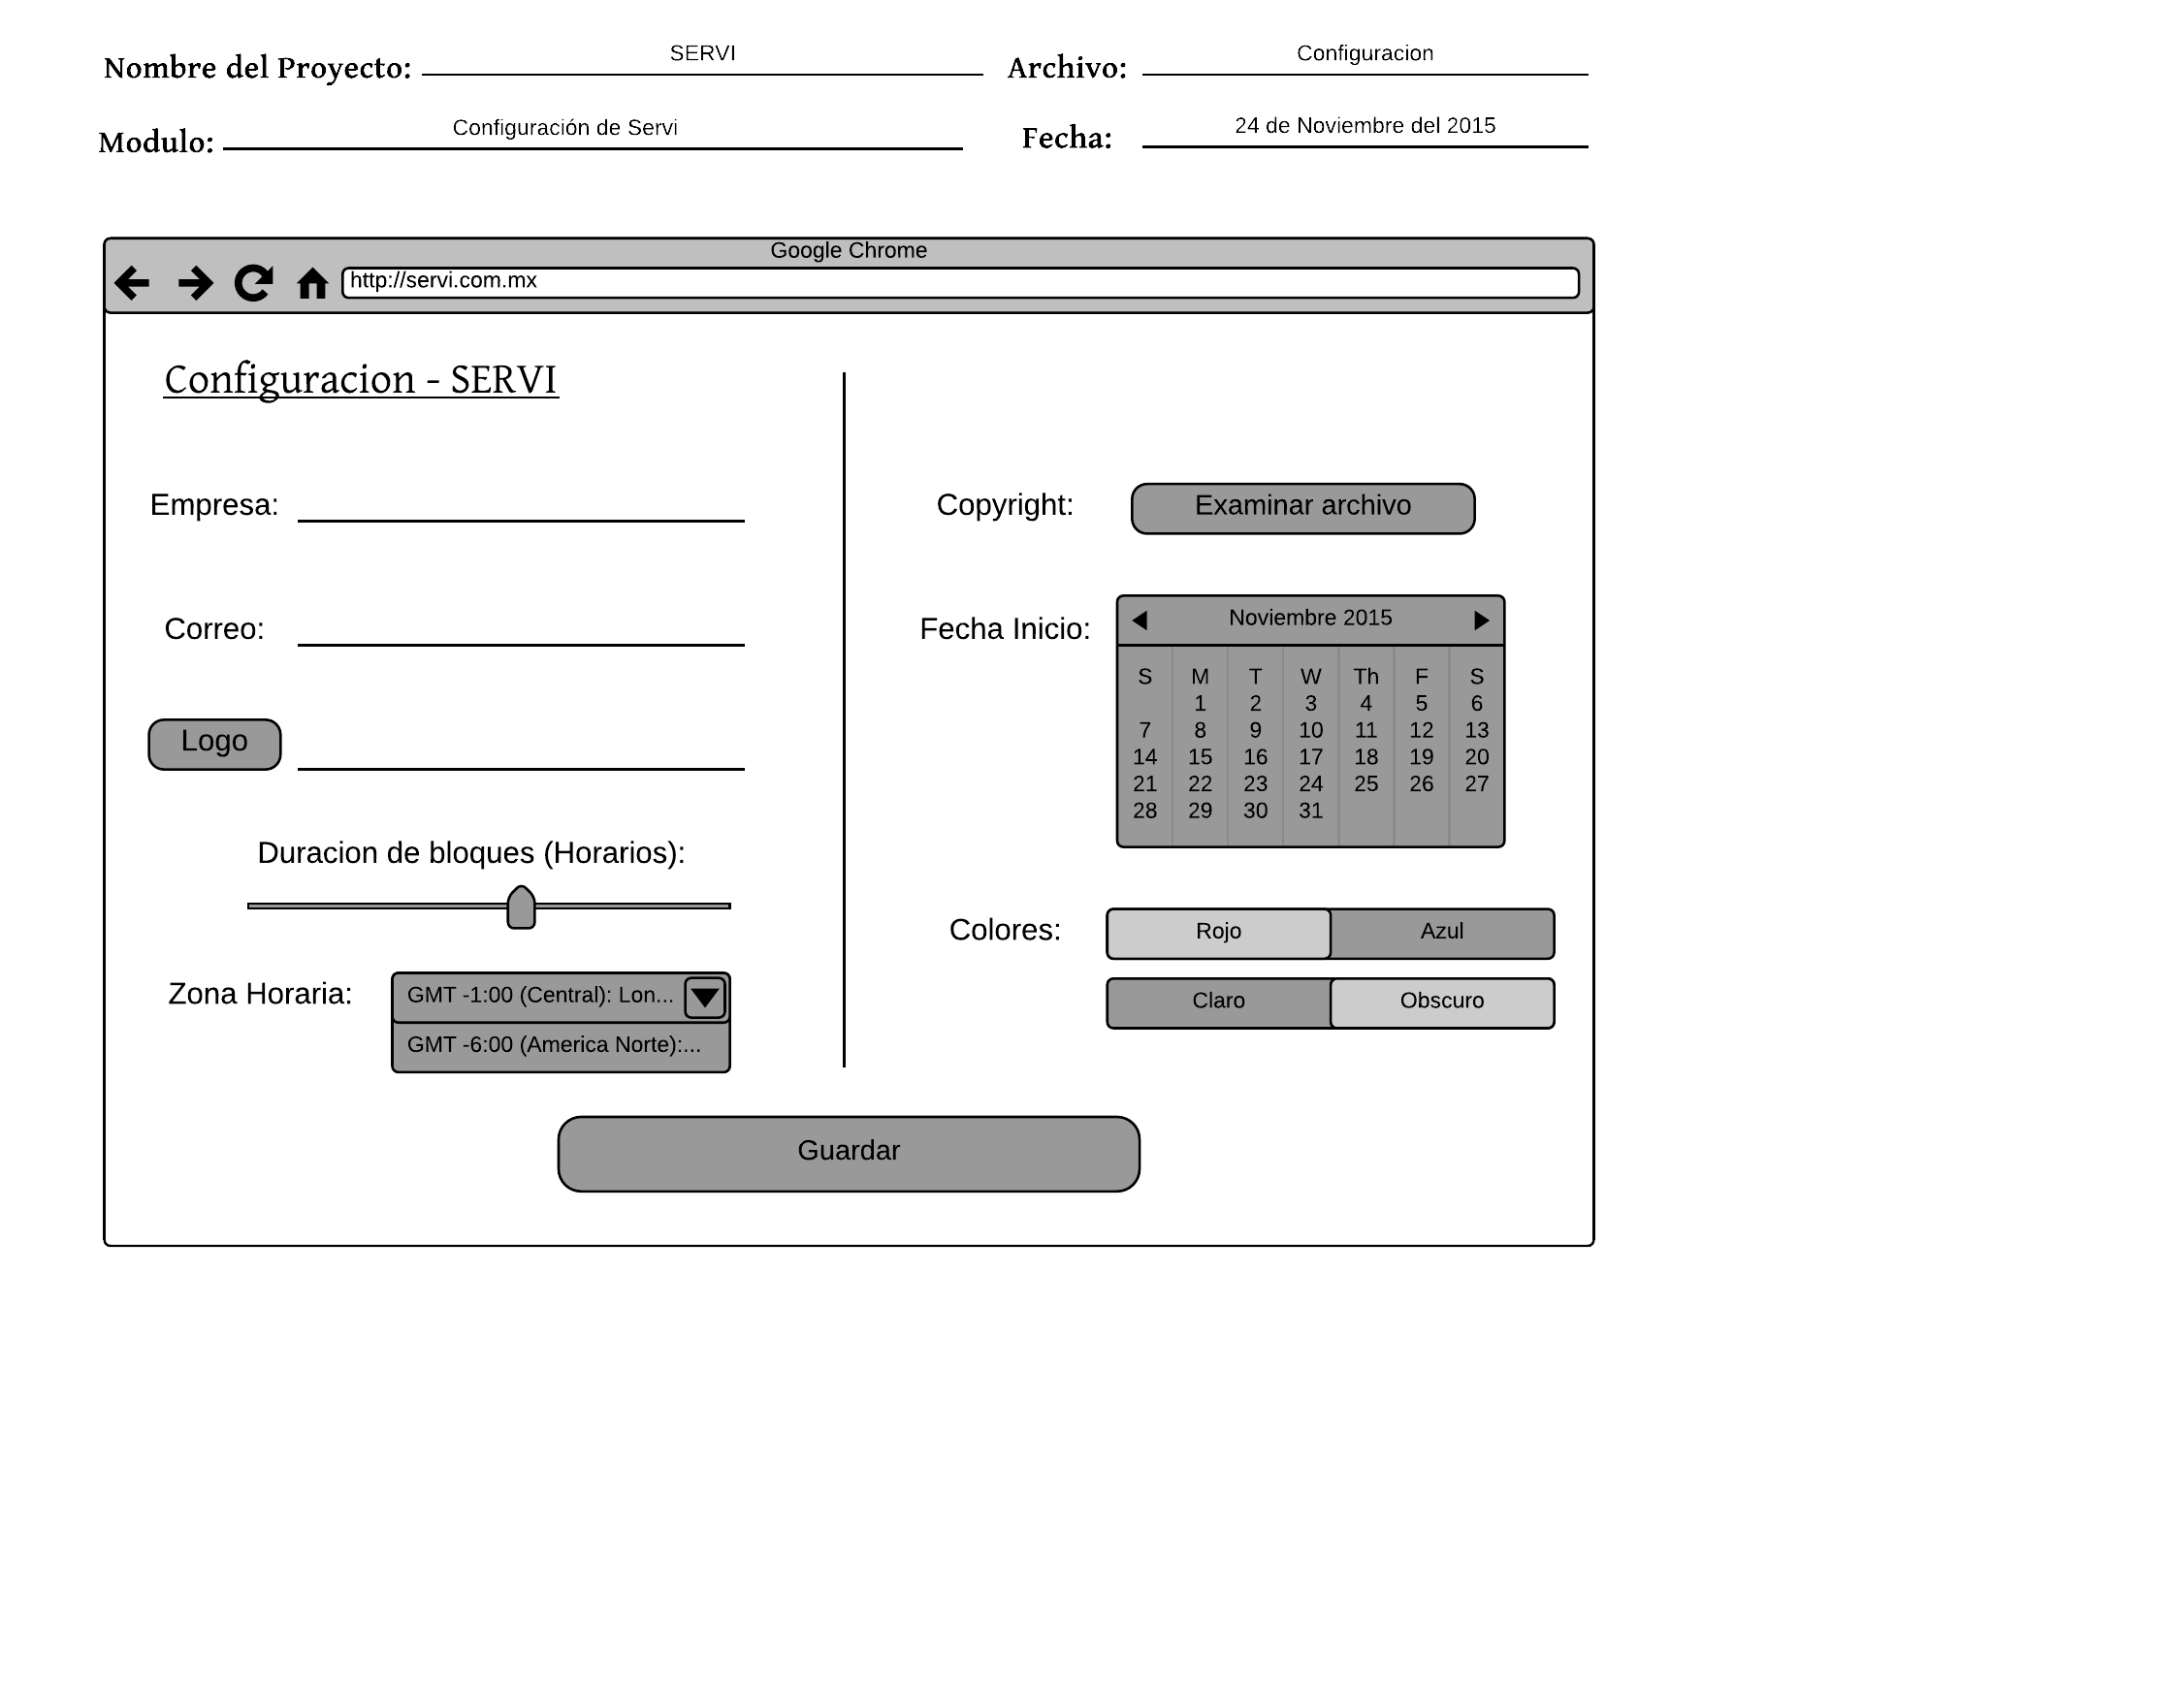 Nombre del Proyecto: SERVI Archivo: Configuracion
Modulo: Configuración de Servi Fecha: 24 de Noviembre del 2015
Google Chrome
http://servi.com.mx
Configuracion - SERVI
Empresa:
Correo:
Logo
Duracion de bloques (Horarios):
Zona Horaria: GMT -1:00 (Central): Lon...
GMT -6:00 (America Norte):...
Copyright: Examinar archivo
Fecha Inicio: Noviembre 2015
S M T W Th F S
1 2 3 4 5 6
7 8 9 10 11 12 13
14 15 16 17 18 19 20
21 22 23 24 25 26 27
28 29 30 31
Colores: Rojo Azul
Claro Obscuro
Guardar